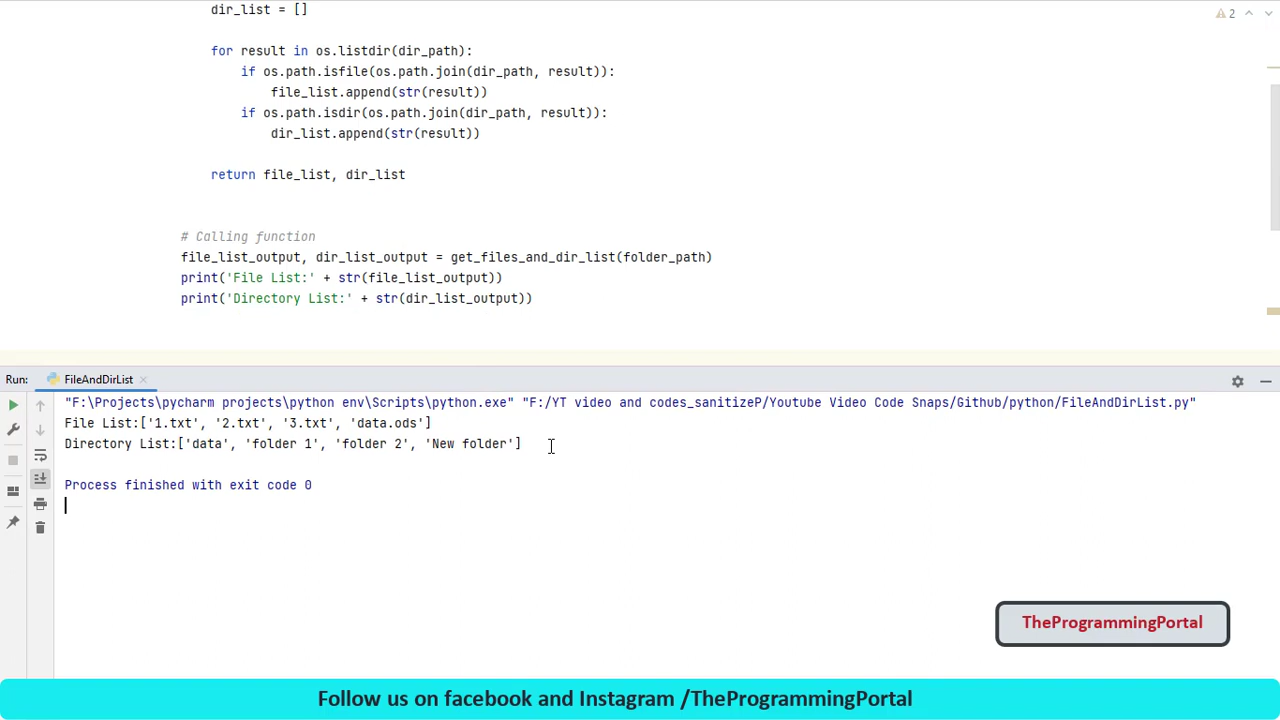 dir_list = []
2
for result in os.listdir(dir_path):
if os.path.isfile(os.path.join(dir_path, result)):
file_list.append(str(result))
if os.path.isdir(os.path.join(dir_path, result)):
dir_list.append(str(result))
return file_list, dir_list
# Calling function
file_list_output, dir_list_output = get_files_and_dir_list(folder_path)
print('File List:' + str(file_list_output))
print('Directory List:' + str(dir_list_output))
Run: FileAndDirList
"F:\Projects\pycharm projects\python env\Scripts\python.exe" "F:/YT video and codes_sanitizeP/Youtube Video Code Snaps/Github/python/FileAndDirList.py"
File List:['1.txt', '2.txt', '3.txt', 'data.ods']
Directory List:['data', 'folder 1', 'folder 2', 'New folder']
Process finished with exit code 0
TheProgrammingPortal
Follow us on facebook and Instagram /TheProgrammingPortal